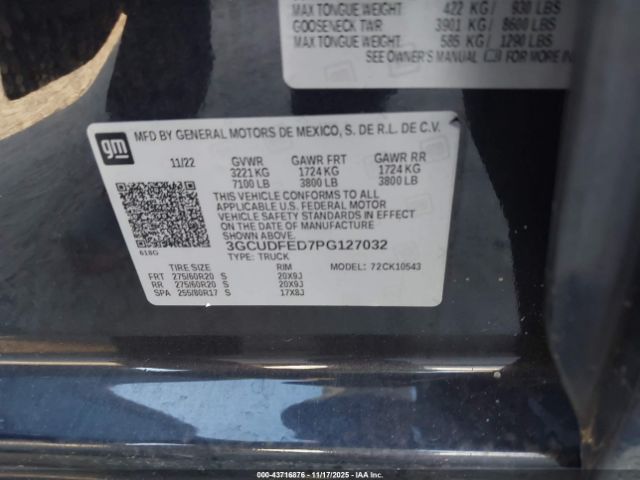 MAX TONGUE WEIGHT 422 KG / 930 LBS
GOOSENECK TWR 3901 KG / 8600 LBS
MAX TONGUE WEIGHT 585 KG / 1290 LBS
SEE OWNER'S MANUAL FOR MORE IN
gm
MFD BY GENERAL MOTORS DE MEXICO, S. DE R.L. DE C.V.
11/22 GVWR GAWR FRT GAWR RR
3221 KG 1724 KG 1724 KG
7100 LB 3800 LB 3800 LB
THIS VEHICLE CONFORMS TO ALL
APPLICABLE U.S. FEDERAL MOTOR
VEHICLE SAFETY STANDARDS IN EFFECT
ON THE DATE OF MANUFACTURE SHOWN ABOVE.
618G
3GCUDFED7PG127032
TYPE: TRUCK
TIRE SIZE RIM MODEL: 72CK10543
FRT 275/60R20 S 20X9J
RR 275/60R20 S 20X9J
SPA 255/80R17 S 17X8J
000-43716876 - 11/17/2025 - IAAI.CA